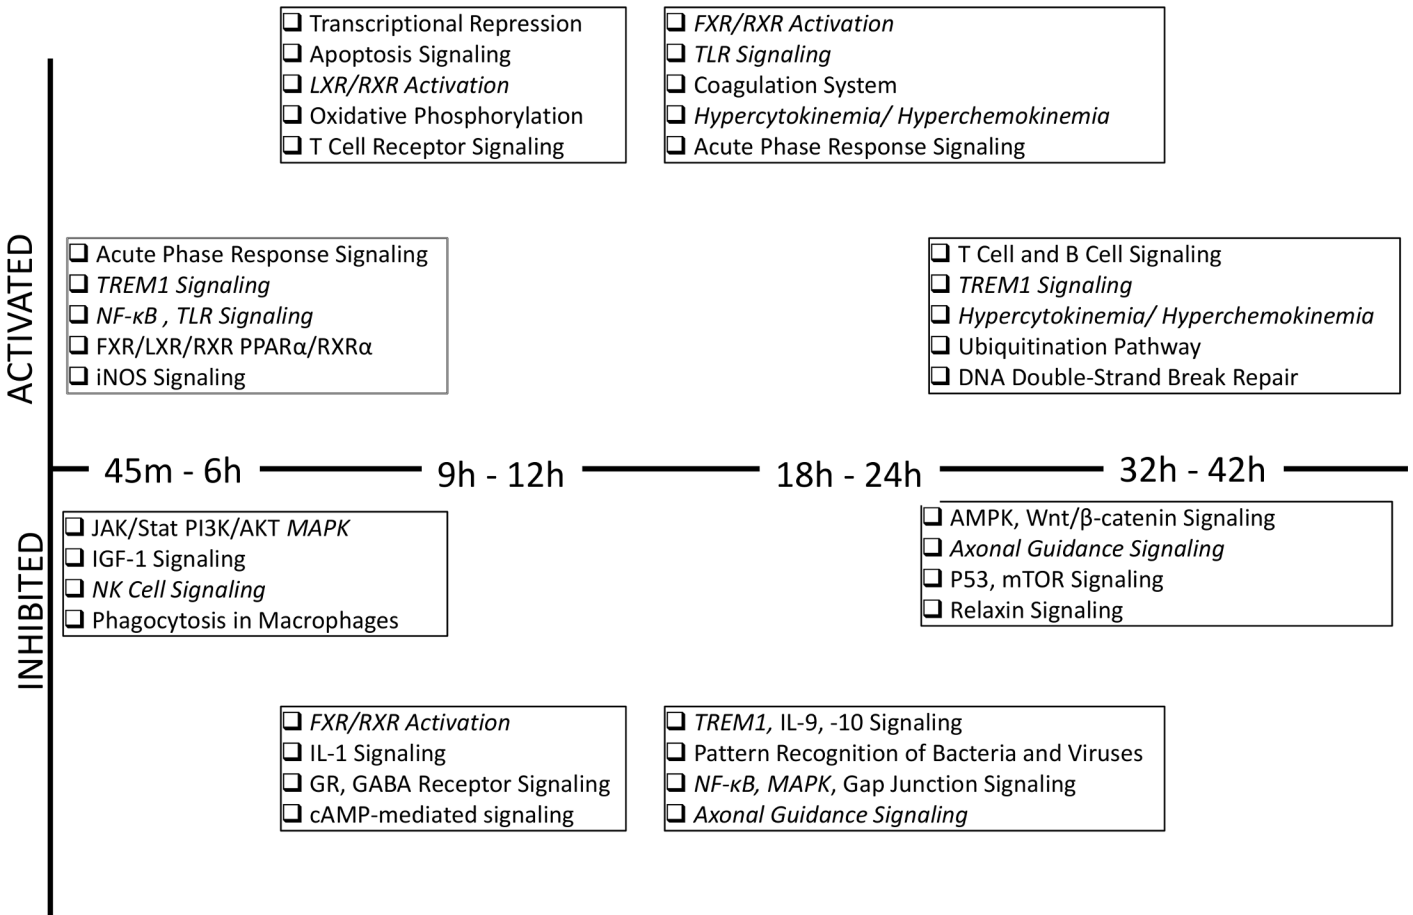 Transcriptional Repression
Apoptosis Signaling
LXR/RXR Activation
Oxidative Phosphorylation
T Cell Receptor Signaling
FXR/RXR Activation
TLR Signaling
Coagulation System
Hypercytokinemia/ Hyperchemokinemia
Acute Phase Response Signaling
ACTIVATED
Acute Phase Response Signaling
TREM1 Signaling
NF-κB , TLR Signaling
FXR/LXR/RXR PPARα/RXRα
iNOS Signaling
T Cell and B Cell Signaling
TREM1 Signaling
Hypercytokinemia/ Hyperchemokinemia
Ubiquitination Pathway
DNA Double-Strand Break Repair
45m - 6h
9h - 12h
18h - 24h
32h - 42h
INHIBITED
JAK/Stat PI3K/AKT MAPK
IGF-1 Signaling
NK Cell Signaling
Phagocytosis in Macrophages
AMPK, Wnt/β-catenin Signaling
Axonal Guidance Signaling
P53, mTOR Signaling
Relaxin Signaling
FXR/RXR Activation
IL-1 Signaling
GR, GABA Receptor Signaling
cAMP-mediated signaling
TREM1, IL-9, -10 Signaling
Pattern Recognition of Bacteria and Viruses
NF-κB, MAPK, Gap Junction Signaling
Axonal Guidance Signaling